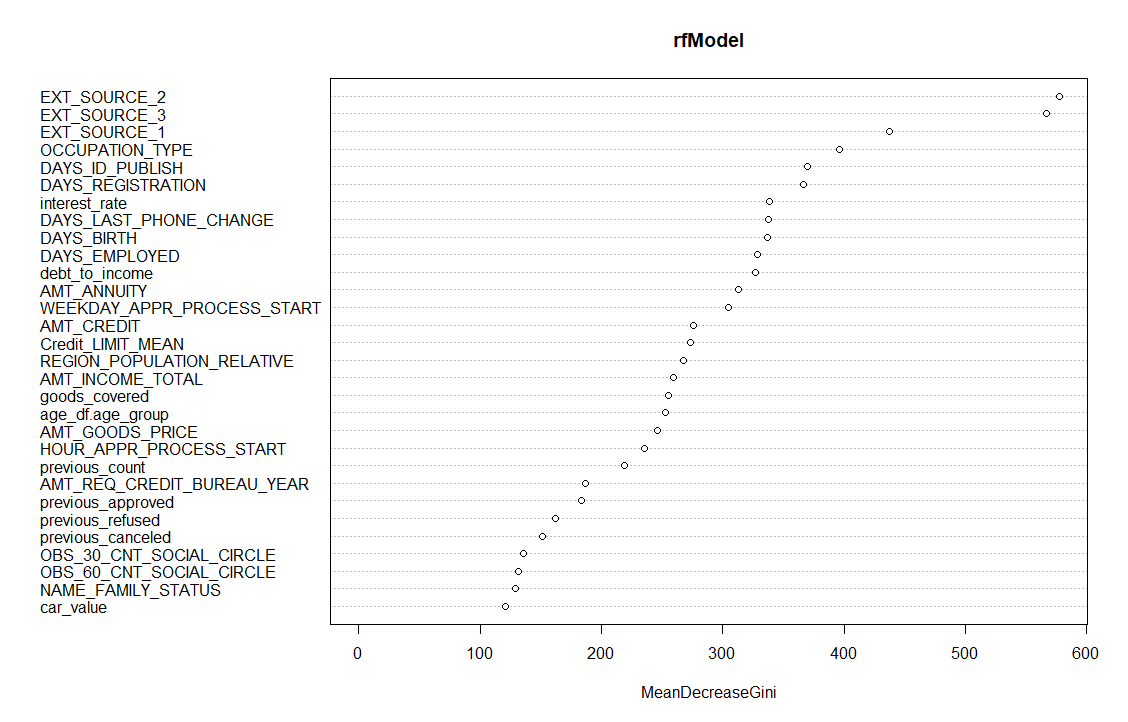 rfModel
EXT_SOURCE_2
EXT_SOURCE_3
EXT_SOURCE_1
OCCUPATION_TYPE
DAYS_ID_PUBLISH
DAYS_REGISTRATION
interest_rate
DAYS_LAST_PHONE_CHANGE
DAYS_BIRTH
DAYS_EMPLOYED
debt_to_income
AMT_ANNUITY
WEEKDAY_APPR_PROCESS_START
AMT_CREDIT
Credit_LIMIT_MEAN
REGION_POPULATION_RELATIVE
AMT_INCOME_TOTAL
goods_covered
age_df.age_group
AMT_GOODS_PRICE
HOUR_APPR_PROCESS_START
previous_count
AMT_REQ_CREDIT_BUREAU_YEAR
previous_approved
previous_refused
previous_canceled
OBS_30_CNT_SOCIAL_CIRCLE
OBS_60_CNT_SOCIAL_CIRCLE
NAME_FAMILY_STATUS
car_value
0 100 200 300 400 500 600
MeanDecreaseGini